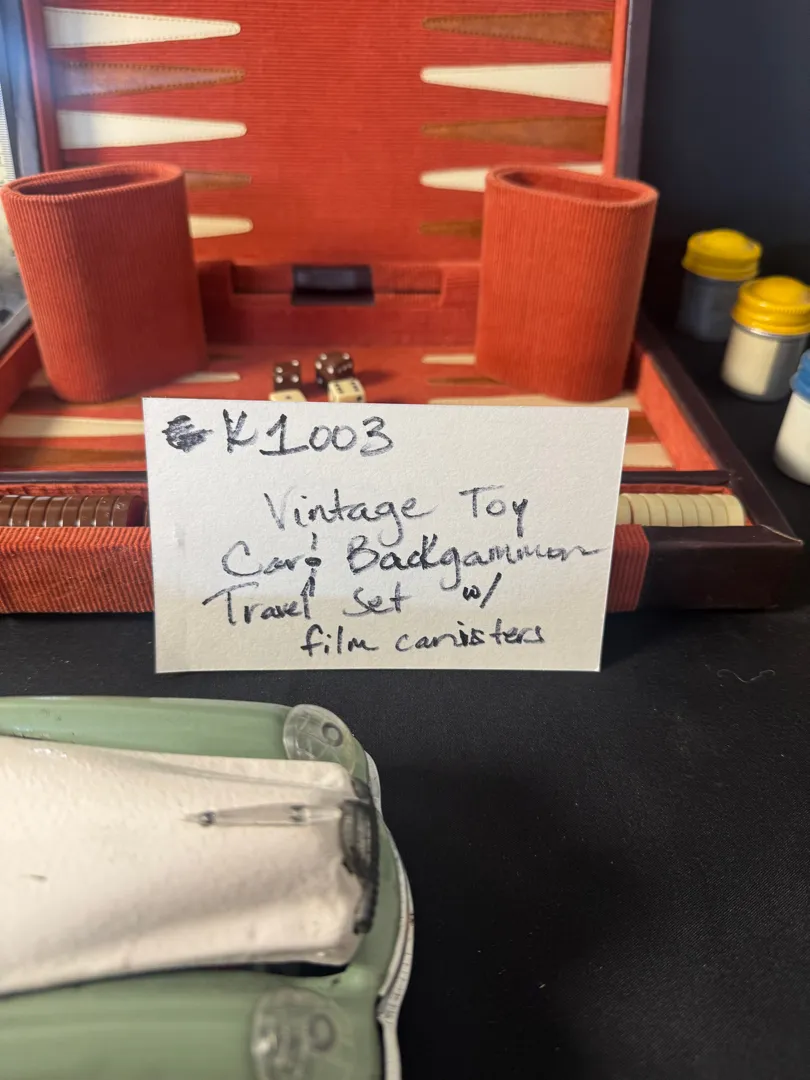 K1003
Vintage Toy
Car & Backgammon
Travel Set w/
film canisters